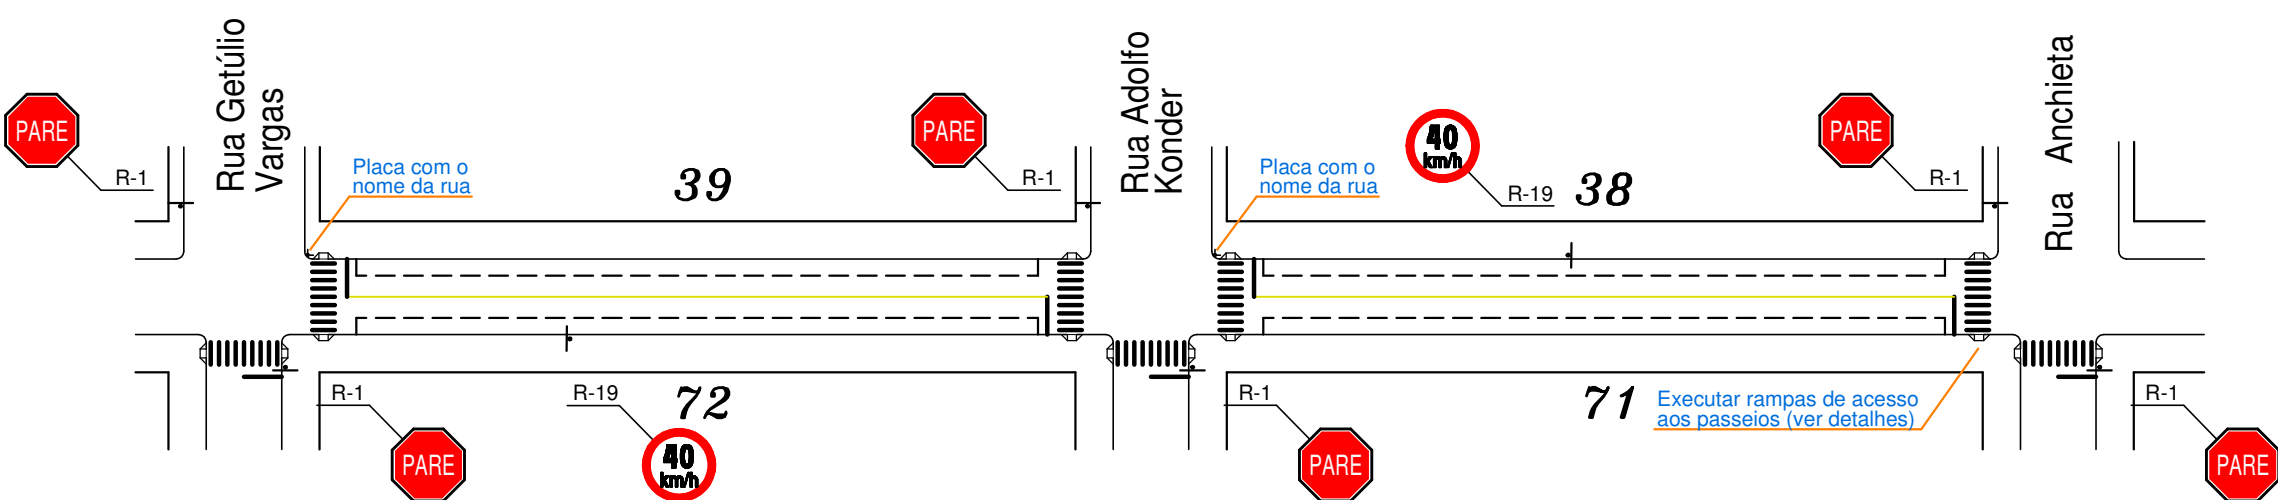 Rua Getúlio
Vargas
PARE
R-1
Placa com o
nome da rua
39
PARE
R-1
Rua Adolfo
Konder
Placa com o
nome da rua
40
km/h
R-19
38
PARE
R-1
Rua Anchieta
R-1
PARE
R-19
72
40
km/h
R-1
PARE
71
Executar rampas de acesso
aos passeios (ver detalhes)
R-1
PARE